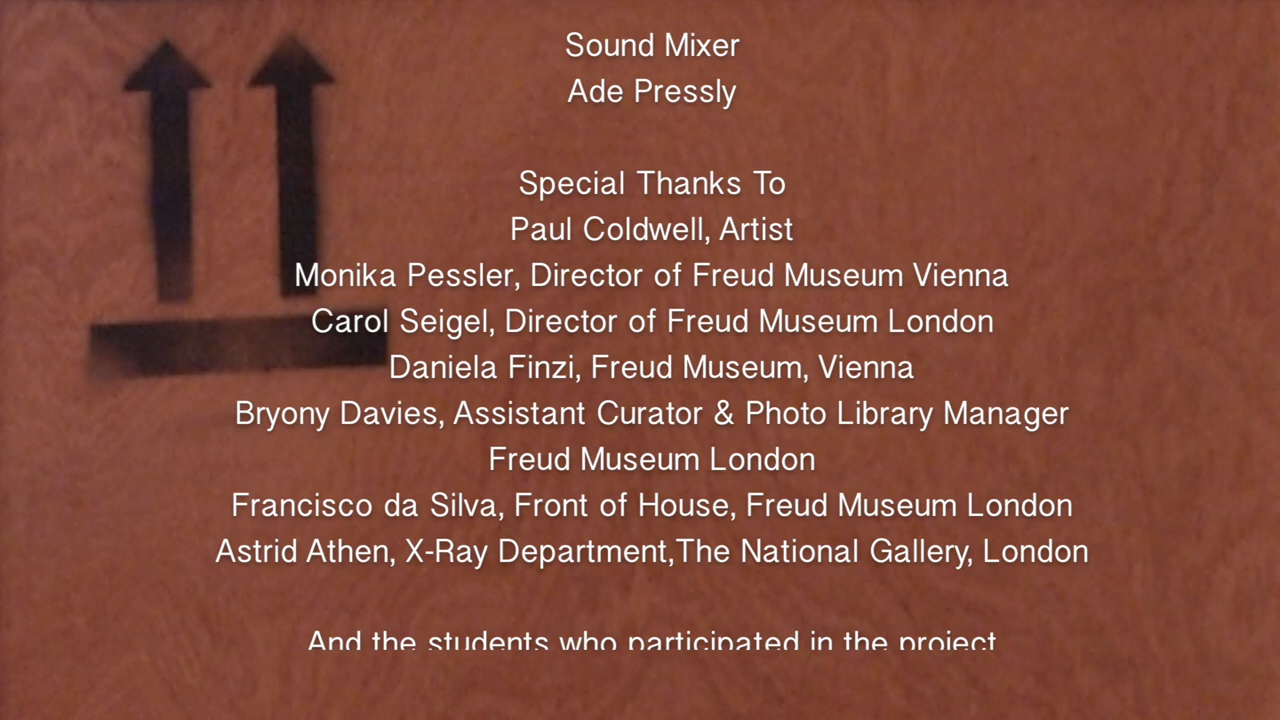 Sound Mixer
Ade Pressly
Special Thanks To
Paul Coldwell, Artist
Monika Pessler, Director of Freud Museum Vienna
Carol Seigel, Director of Freud Museum London
Daniela Finzi, Freud Museum, Vienna
Bryony Davies, Assistant Curator & Photo Library Manager
Freud Museum London
Francisco da Silva, Front of House, Freud Museum London
Astrid Athen, X-Ray Department,The National Gallery, London
And the students who participated in the project